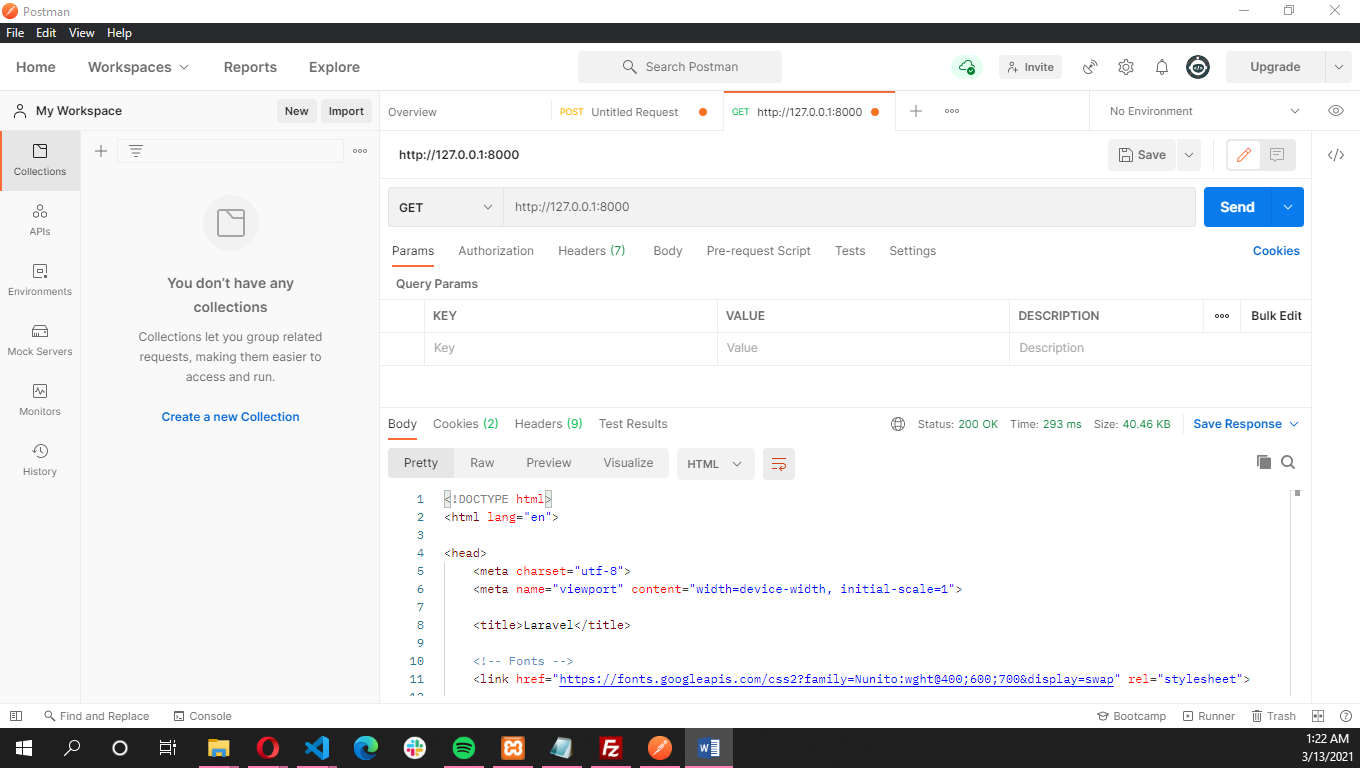 Postman
File Edit View Help
Home Workspaces Reports Explore Search Postman Invite Upgrade
My Workspace New Import
Overview POST Untitled Request GET http://127.0.0.1:8000 No Environment
Collections
APIs
Environments
Mock Servers
Monitors
History
You don't have any
collections
Collections let you group related
requests, making them easier to
access and run.
Create a new Collection
http://127.0.0.1:8000 Save
GET http://127.0.0.1:8000 Send
Params Authorization Headers (7) Body Pre-request Script Tests Settings Cookies
Query Params
KEY VALUE DESCRIPTION Bulk Edit
Key Value Description
Body Cookies (2) Headers (9) Test Results Status: 200 OK Time: 293 ms Size: 40.46 KB Save Response
Pretty Raw Preview Visualize HTML
1 <!DOCTYPE html>
2 <html lang="en">
3
4 <head>
5 <meta charset="utf-8">
6 <meta name="viewport" content="width=device-width, initial-scale=1">
7
8 <title>Laravel</title>
9
10 <!-- Fonts -->
11 <link href="https://fonts.googleapis.com/css2?family=Nunito:wght@400;600;700&display=swap" rel="stylesheet">
Find and Replace Console Bootcamp Runner Trash
1:22 AM
3/13/2021